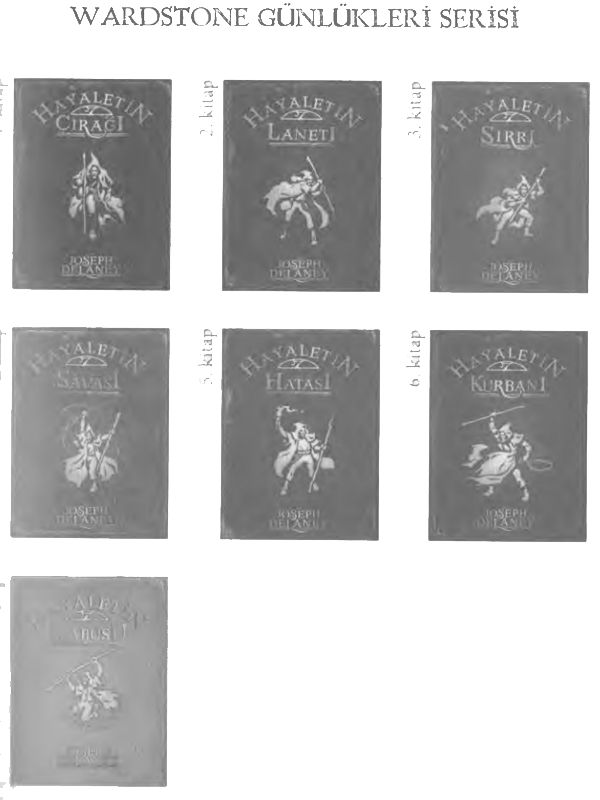 WARDSTONE GÜNLÜKLERİ SERİSİ
HAYALETİN
ÇIRAĞI
JOSEPH
DELANEY
2. kitap
HAYALETİN
LANETİ
JOSEPH
DELANEY
3. kitap
HAYALETİN
SIRRI
JOSEPH
DELANEY
HAYALETİN
SAVAŞI
JOSEPH
DELANEY
5. kitap
HAYALETİN
HATASI
JOSEPH
DELANEY
6. kitap
HAYALETİN
KURBANI
JOSEPH
DELANEY